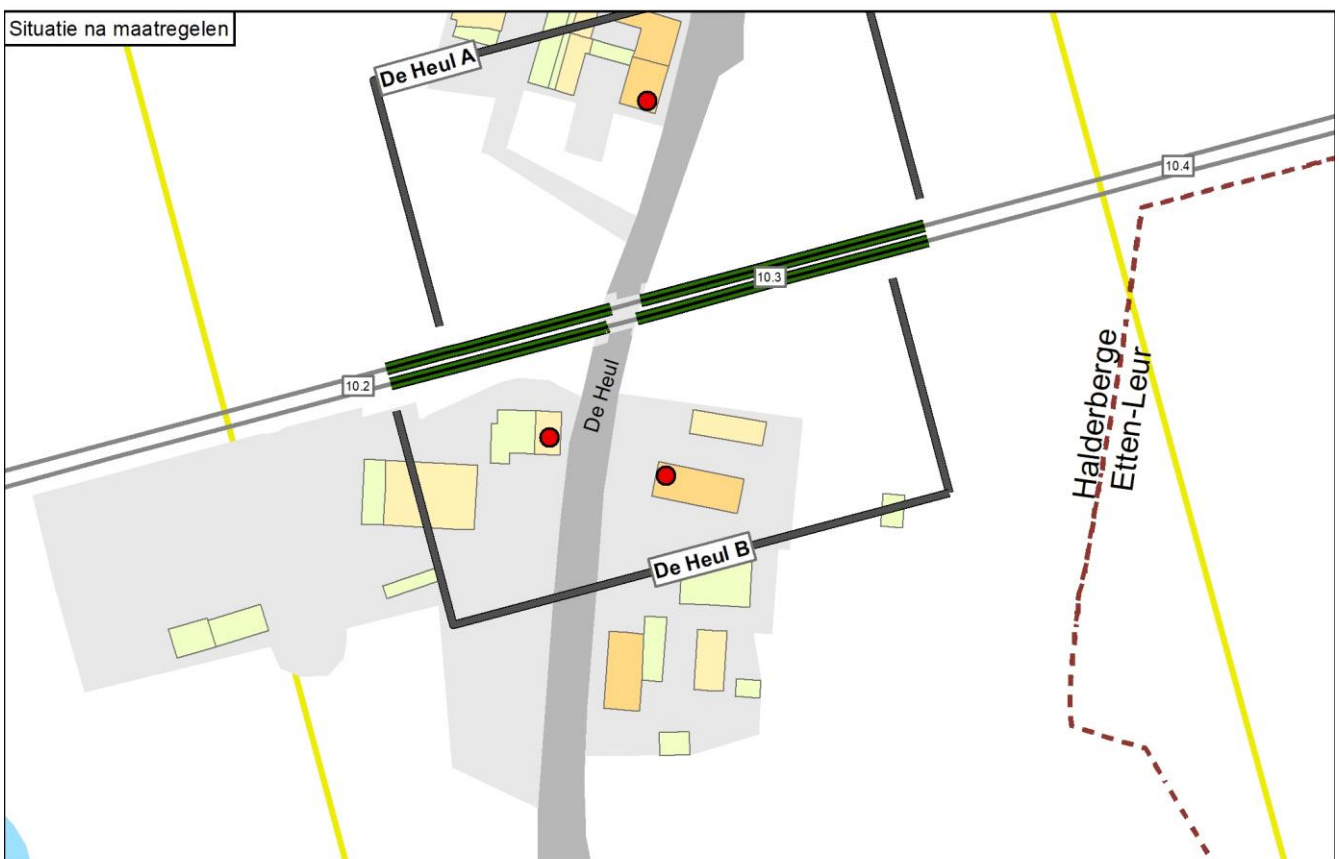 Situatie na maatregelen
De Heul A
10.4
10.3
10.2
De Heul
Halderberge
Etten-Leur
De Heul B